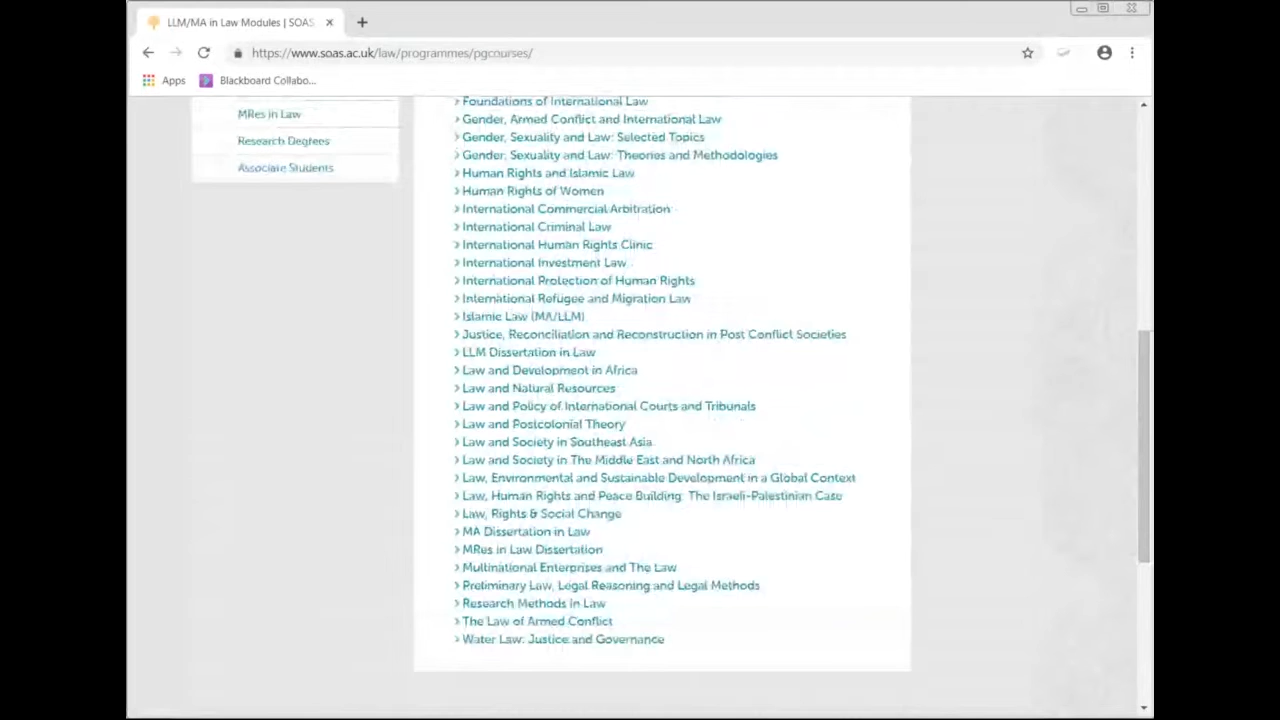 LLM/MA in Law Modules | SOAS
https://www.soas.ac.uk/law/programmes/pgcourses/
Apps
Blackboard Collabo...
MRes in Law
Research Degrees
Associate Students
Foundations of International Law
Gender, Armed Conflict and International Law
Gender, Sexuality and Law: Selected Topics
Gender, Sexuality and Law: Theories and Methodologies
Human Rights and Islamic Law
Human Rights of Women
International Commercial Arbitration
International Criminal Law
International Human Rights Clinic
International Investment Law
International Protection of Human Rights
International Refugee and Migration Law
Islamic Law (MA/LLM)
Justice, Reconciliation and Reconstruction in Post Conflict Societies
LLM Dissertation in Law
Law and Development in Africa
Law and Natural Resources
Law and Policy of International Courts and Tribunals
Law and Postcolonial Theory
Law and Society in Southeast Asia
Law and Society in The Middle East and North Africa
Law, Environmental and Sustainable Development in a Global Context
Law, Human Rights and Peace Building: The Israeli-Palestinian Case
Law, Rights & Social Change
MA Dissertation in Law
MRes in Law Dissertation
Multinational Enterprises and The Law
Preliminary Law, Legal Reasoning and Legal Methods
Research Methods in Law
The Law of Armed Conflict
Water Law: Justice and Governance